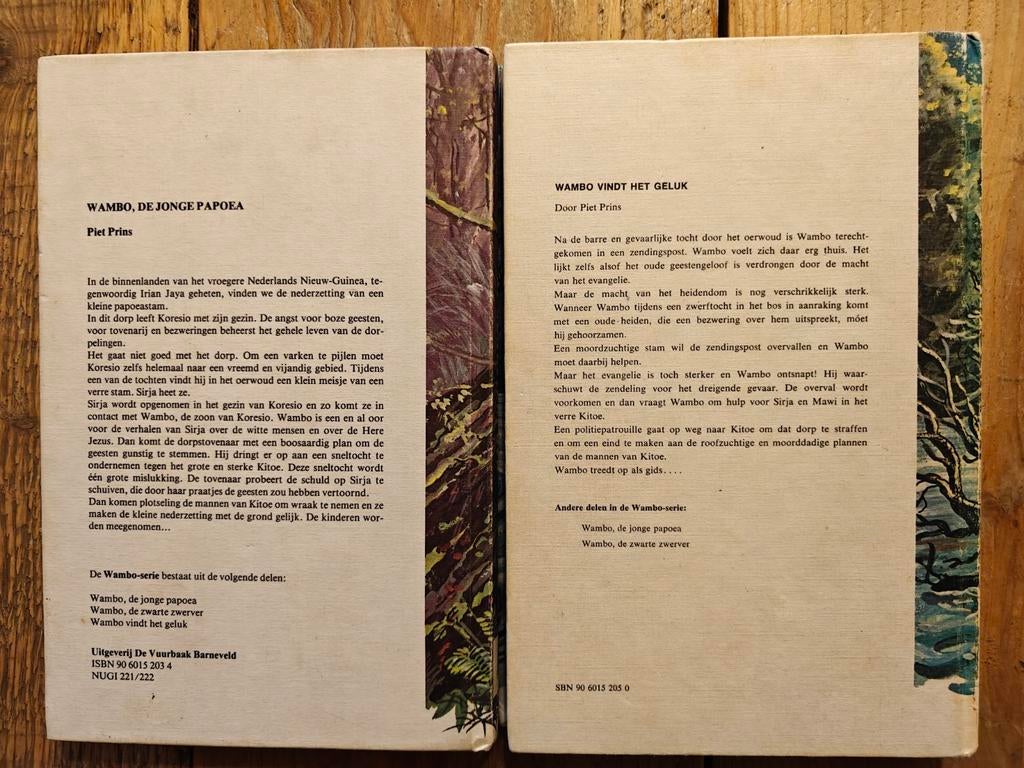 WAMBO, DE JONGE PAPOEA
Piet Prins
In de binnenlanden van het vroegere Nederlands Nieuw-Guinea, te-
genwoordig Irian Jaya geheten, vinden we de nederzetting van een
kleine papoeastam.
In dit dorp leeft Koresio met zijn gezin. De angst voor boze geesten,
voor tovenarij en bezweringen beheerst het gehele leven van de dor-
pelingen.
Het gaat niet goed met het dorp. Om een varken te pijlen moet
Koresio zelfs helemaal naar een vreemd en vijandig gebied. Tijdens
een van de tochten vindt hij in het oerwoud een klein meisje van een
verre stam. Sirja heet ze.
Sirja wordt opgenomen in het gezin van Koresio en zo komt ze in
contact met Wambo, de zoon van Koresio. Wambo is een en al oor
voor de verhalen van Sirja over de witte mensen en over de Here
Jezus. Dan komt de dorpstovenaar met een boosaardig plan om de
geesten gunstig te stemmen. Hij dringt er op aan een sneltocht te
ondernemen tegen het grote en sterke Kitoe. Deze sneltocht wordt
één grote mislukking. De tovenaar probeert de schuld op Sirja te
schuiven, die door haar praatjes de geesten zou hebben vertoornd.
Dan komen plotseling de mannen van Kitoe om wraak te nemen en ze
maken de kleine nederzetting met de grond gelijk. De kinderen wor-
den meegenomen...
De Wambo-serie bestaat uit de volgende delen:
Wambo, de jonge papoea
Wambo, de zwarte zwerver
Wambo vindt het geluk
Uitgeverij De Vuurbaak Barneveld
ISBN 90 6015 203 4
NUGI 221/222
WAMBO VINDT HET GELUK
Door Piet Prins
Na de barre en gevaarlijke tocht door het oerwoud is Wambo terecht-
gekomen in een zendingspost. Wambo voelt zich daar erg thuis. Het
lijkt zelfs alsof het oude geestengeloof is verdrongen door de macht
van het evangelie.
Maar de macht van het heidendom is nog verschrikkelijk sterk.
Wanneer Wambo tijdens een zwerftocht in het bos in aanraking komt
met een oude heiden, die een bezwering over hem uitspreekt, móet
hij gehoorzamen.
Een moordzuchtige stam wil de zendingspost overvallen en Wambo
moet daarbij helpen.
Maar het evangelie is toch sterker en Wambo ontsnapt! Hij waar-
schuwt de zendeling voor het dreigende gevaar. De overval wordt
voorkomen en dan vraagt Wambo om hulp voor Sirja en Mawi in het
verre Kitoe.
Een politiepatrouille gaat op weg naar Kitoe om dat dorp te straffen
en om een eind te maken aan de roofzuchtige en moorddadige plannen
van de mannen van Kitoe.
Wambo treedt op als gids....
Andere delen in de Wambo-serie:
Wambo, de jonge papoea
Wambo, de zwarte zwerver
SBN 90 6015 205 0